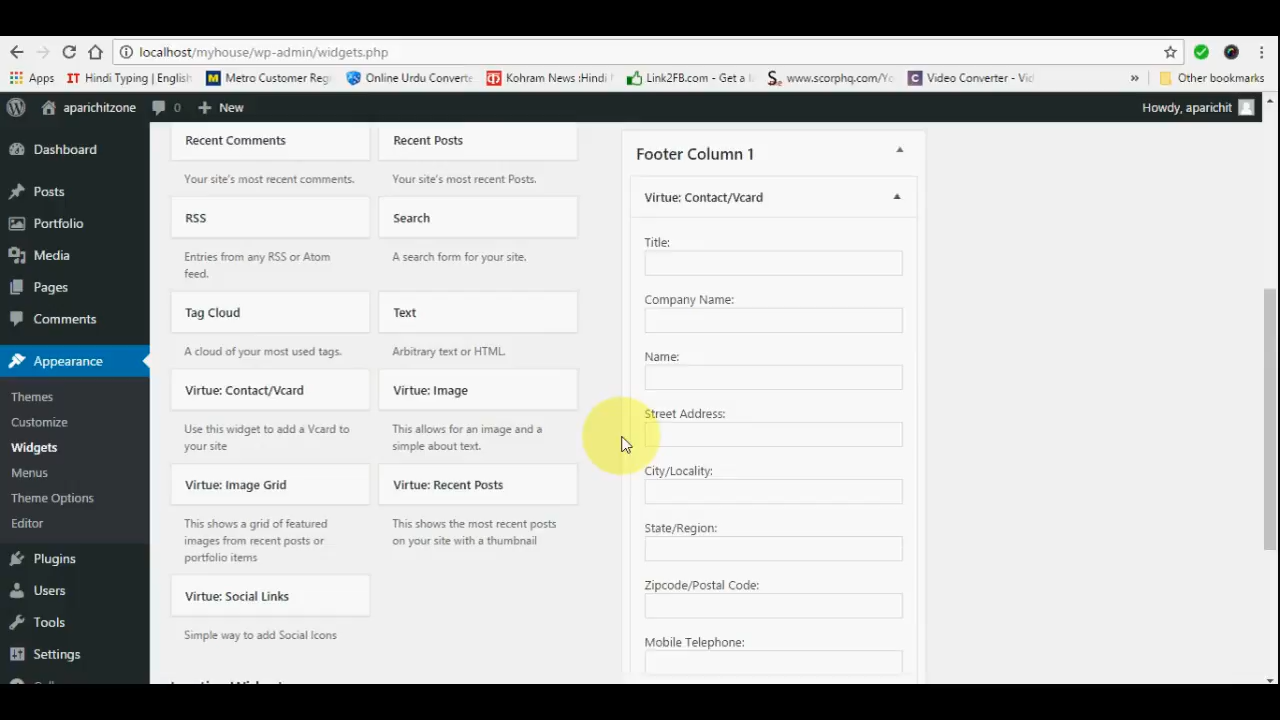 localhost/myhouse/wp-admin/widgets.php
Apps
Hindi Typing | English
Metro Customer Reg
Online Urdu Converte
Kohram News :Hindi
Link2FB.com - Get a
www.scorphq.com/Yo
Video Converter - Vid
»
Other bookmarks
aparichitzone
0
New
Howdy, aparichit
Dashboard
Posts
Portfolio
Media
Pages
Comments
Appearance
Themes
Customize
Widgets
Menus
Theme Options
Editor
Plugins
Users
Tools
Settings
Recent Comments
Your site's most recent comments.
Recent Posts
Your site's most recent Posts.
RSS
Entries from any RSS or Atom
feed.
Search
A search form for your site.
Tag Cloud
A cloud of your most used tags.
Text
Arbitrary text or HTML.
Virtue: Contact/Vcard
Use this widget to add a Vcard to
your site
Virtue: Image
This allows for an image and a
simple about text.
Virtue: Image Grid
This shows a grid of featured
images from recent posts or
portfolio items
Virtue: Recent Posts
This shows the most recent posts
on your site with a thumbnail
Virtue: Social Links
Simple way to add Social Icons
Footer Column 1
Virtue: Contact/Vcard
Title:
Company Name:
Name:
Street Address:
City/Locality:
State/Region:
Zipcode/Postal Code:
Mobile Telephone: